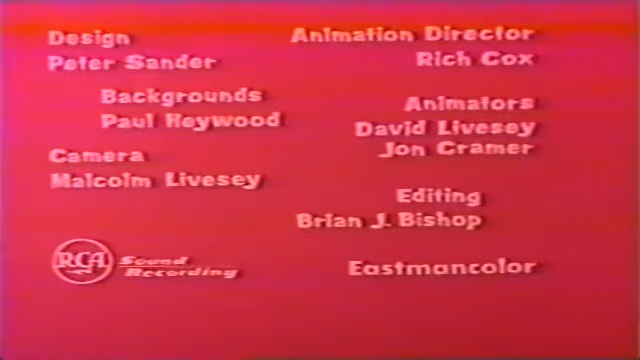 Design
Peter Sander
Backgrounds
Paul Heywood
Camera
Malcolm Livesey
RCA Sound
Recording
Animation Director
Rich Cox
Animators
David Livesey
Jon Cramer
Editing
Brian J. Bishop
Eastmancolor